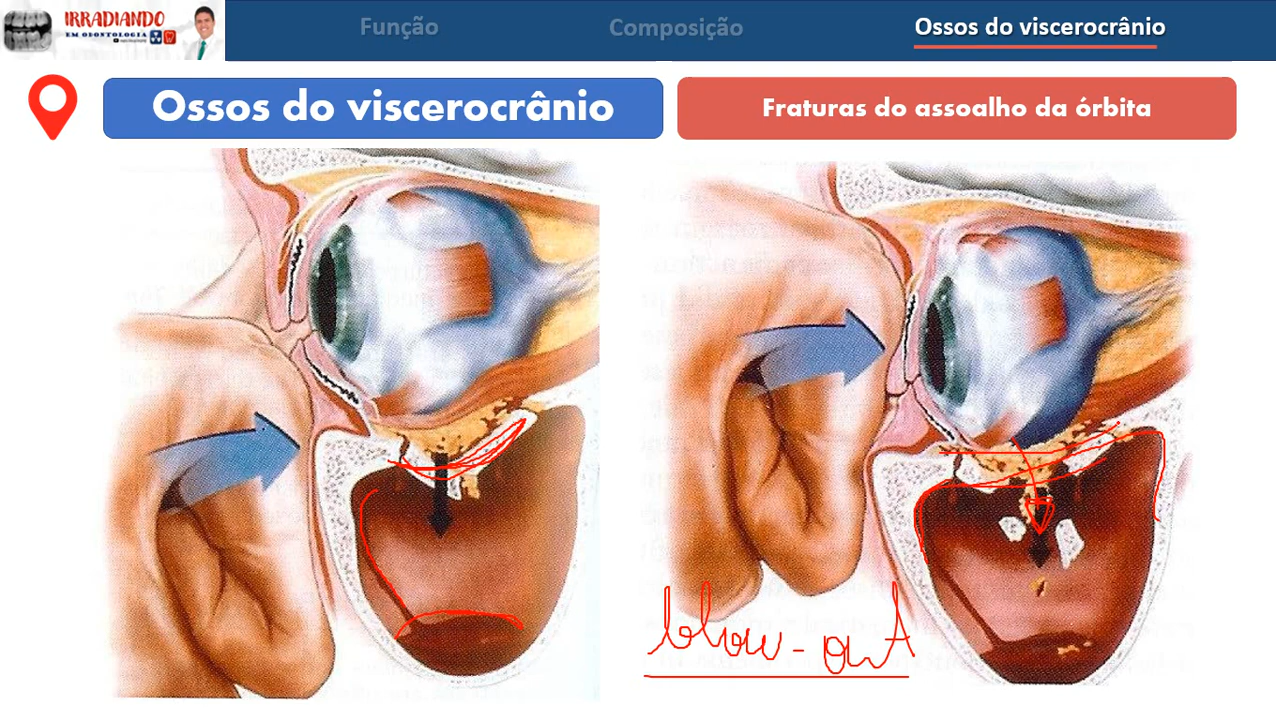 IRRADIANDO
EM ODONTOLOGIA
Função
Composição
Ossos do viscerocrânio
Ossos do viscerocrânio
Fraturas do assoalho da órbita
blow-out